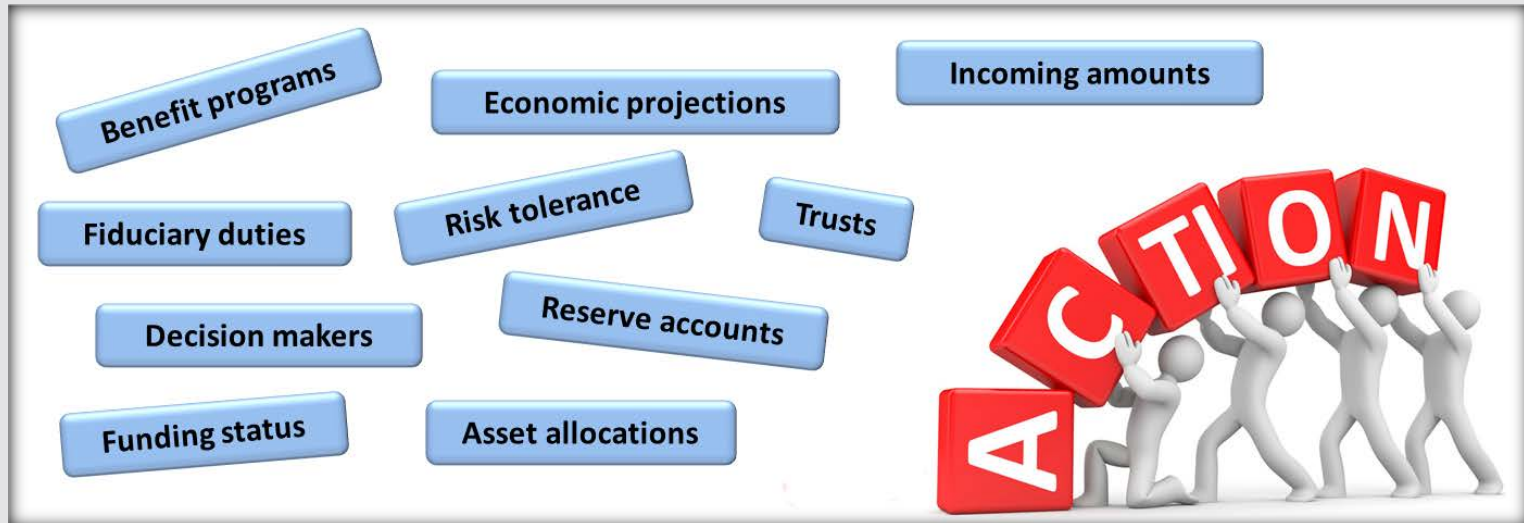 Benefit programs
Economic projections
Incoming amounts
Fiduciary duties
Risk tolerance
Trusts
Decision makers
Reserve accounts
Funding status
Asset allocations
ACTION